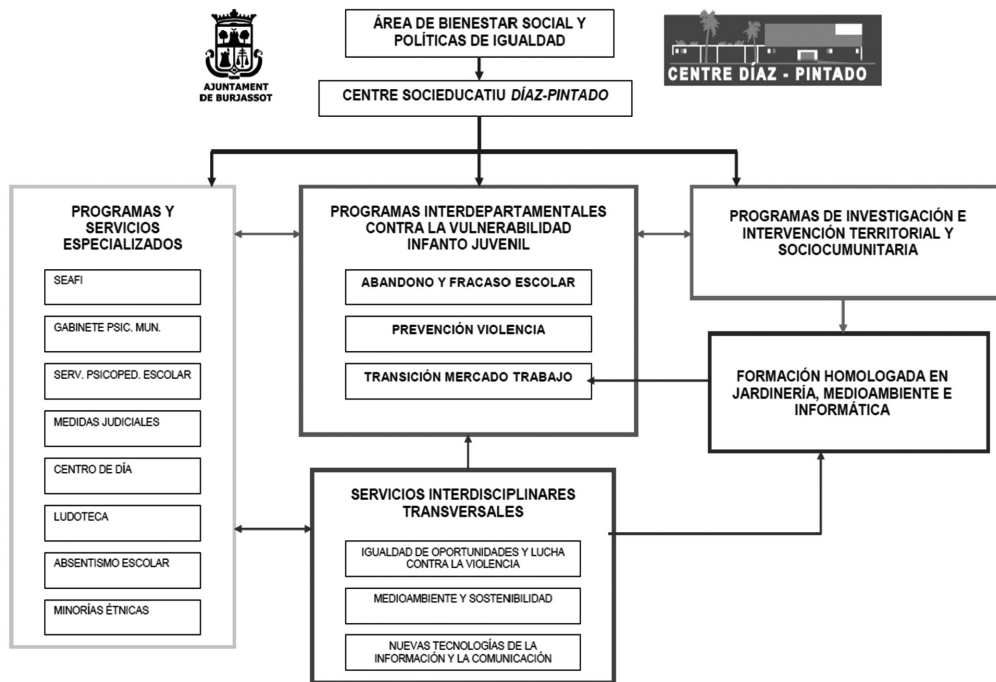 ÁREA DE BIENESTAR SOCIAL Y
POLÍTICAS DE IGUALDAD
AJUNTAMENT
DE BURJASSOT
CENTRE DÍAZ - PINTADO
CENTRE SOCIEDUCATIU DÍAZ-PINTADO
PROGRAMAS Y
SERVICIOS
ESPECIALIZADOS
SEAFI
GABINETE PSIC. MUN.
SERV. PSICOPED. ESCOLAR
MEDIDAS JUDICIALES
CENTRO DE DÍA
LUDOTECA
ABSENTISMO ESCOLAR
MINORÍAS ÉTNICAS
PROGRAMAS INTERDEPARTAMENTALES
CONTRA LA VULNERABILIDAD
INFANTO JUVENIL
ABANDONO Y FRACASO ESCOLAR
PREVENCIÓN VIOLENCIA
TRANSICIÓN MERCADO TRABAJO
PROGRAMAS DE INVESTIGACIÓN E
INTERVENCIÓN TERRITORIAL Y
SOCIOCUMUNITARIA
FORMACIÓN HOMOLOGADA EN
JARDINERÍA, MEDIOAMBIENTE E
INFORMÁTICA
SERVICIOS INTERDISCIPLINARES
TRANSVERSALES
IGUALDAD DE OPORTUNIDADES Y LUCHA
CONTRA LA VIOLENCIA
MEDIOAMBIENTE Y SOSTENIBILIDAD
NUEVAS TECNOLOGÍAS DE LA
INFORMACIÓN Y LA COMUNICACIÓN